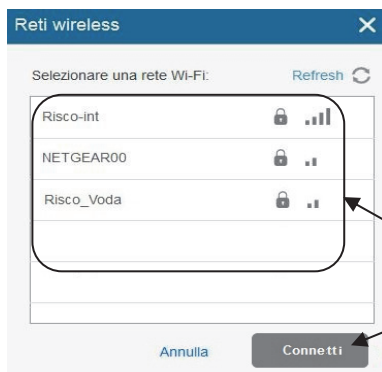 Reti wireless
Selezionare una rete Wi-Fi: Refresh
Risco-int
NETGEAR00
Risco_Voda
Annulla Connetti